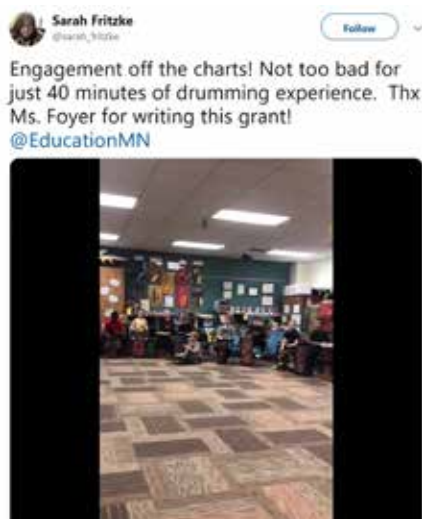 Sarah Fritzke
@sarah_fritzke
Follow
Engagement off the charts! Not too bad for
just 40 minutes of drumming experience.  Thx
Ms. Foyer for writing this grant!
@EducationMN